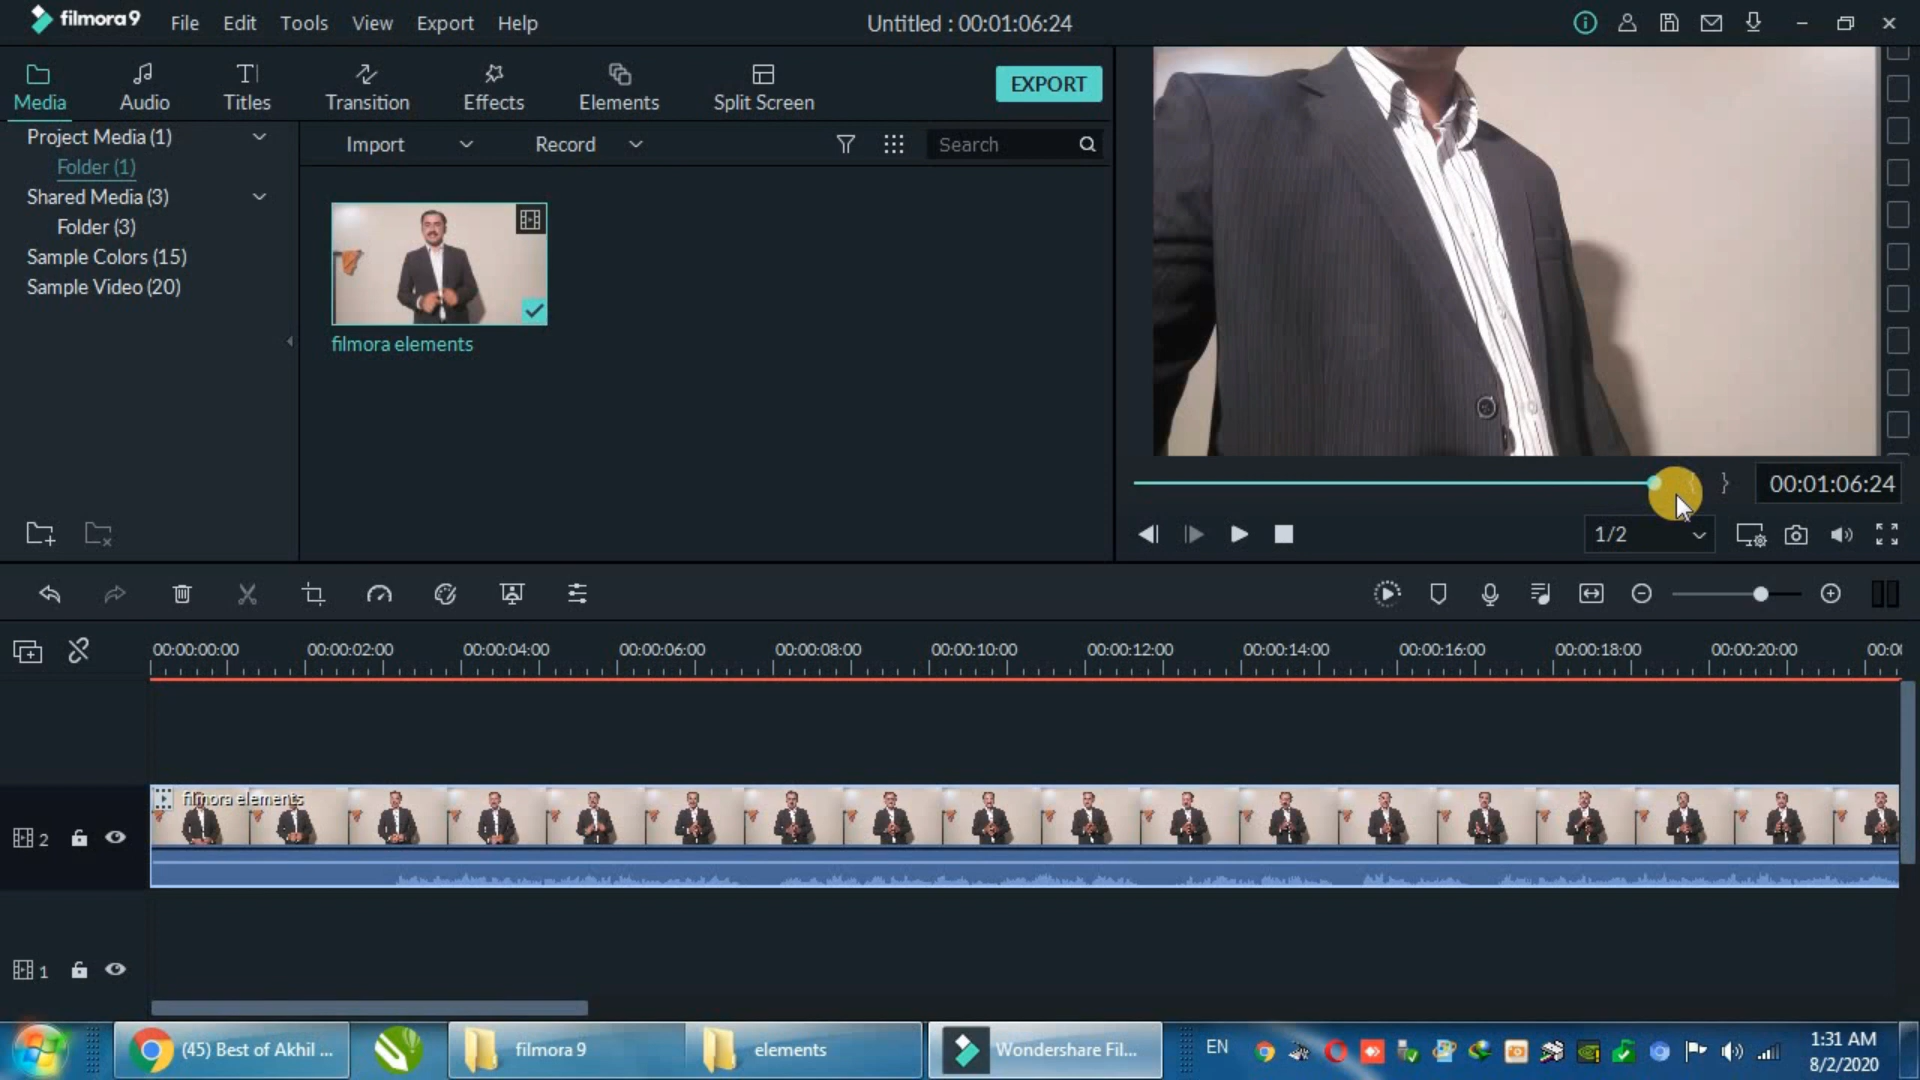 filmora9 File Edit Tools View Export Help Untitled : 00:01:06:24
Media Audio Titles Transition Effects Elements Split Screen EXPORT
Project Media (1) Import Record Search
Folder (1)
Shared Media (3)
Folder (3)
Sample Colors (15)
Sample Video (20)
filmora elements
{ } 00:01:06:24
1/2
00:00:00:00 00:00:02:00 00:00:04:00 00:00:06:00 00:00:08:00 00:00:10:00 00:00:12:00 00:00:14:00 00:00:16:00 00:00:18:00 00:00:20:00
filmora elements
2
1
(45) Best of Akhil ... filmora 9 elements Wondershare Fil... EN 1:31 AM
8/2/2020